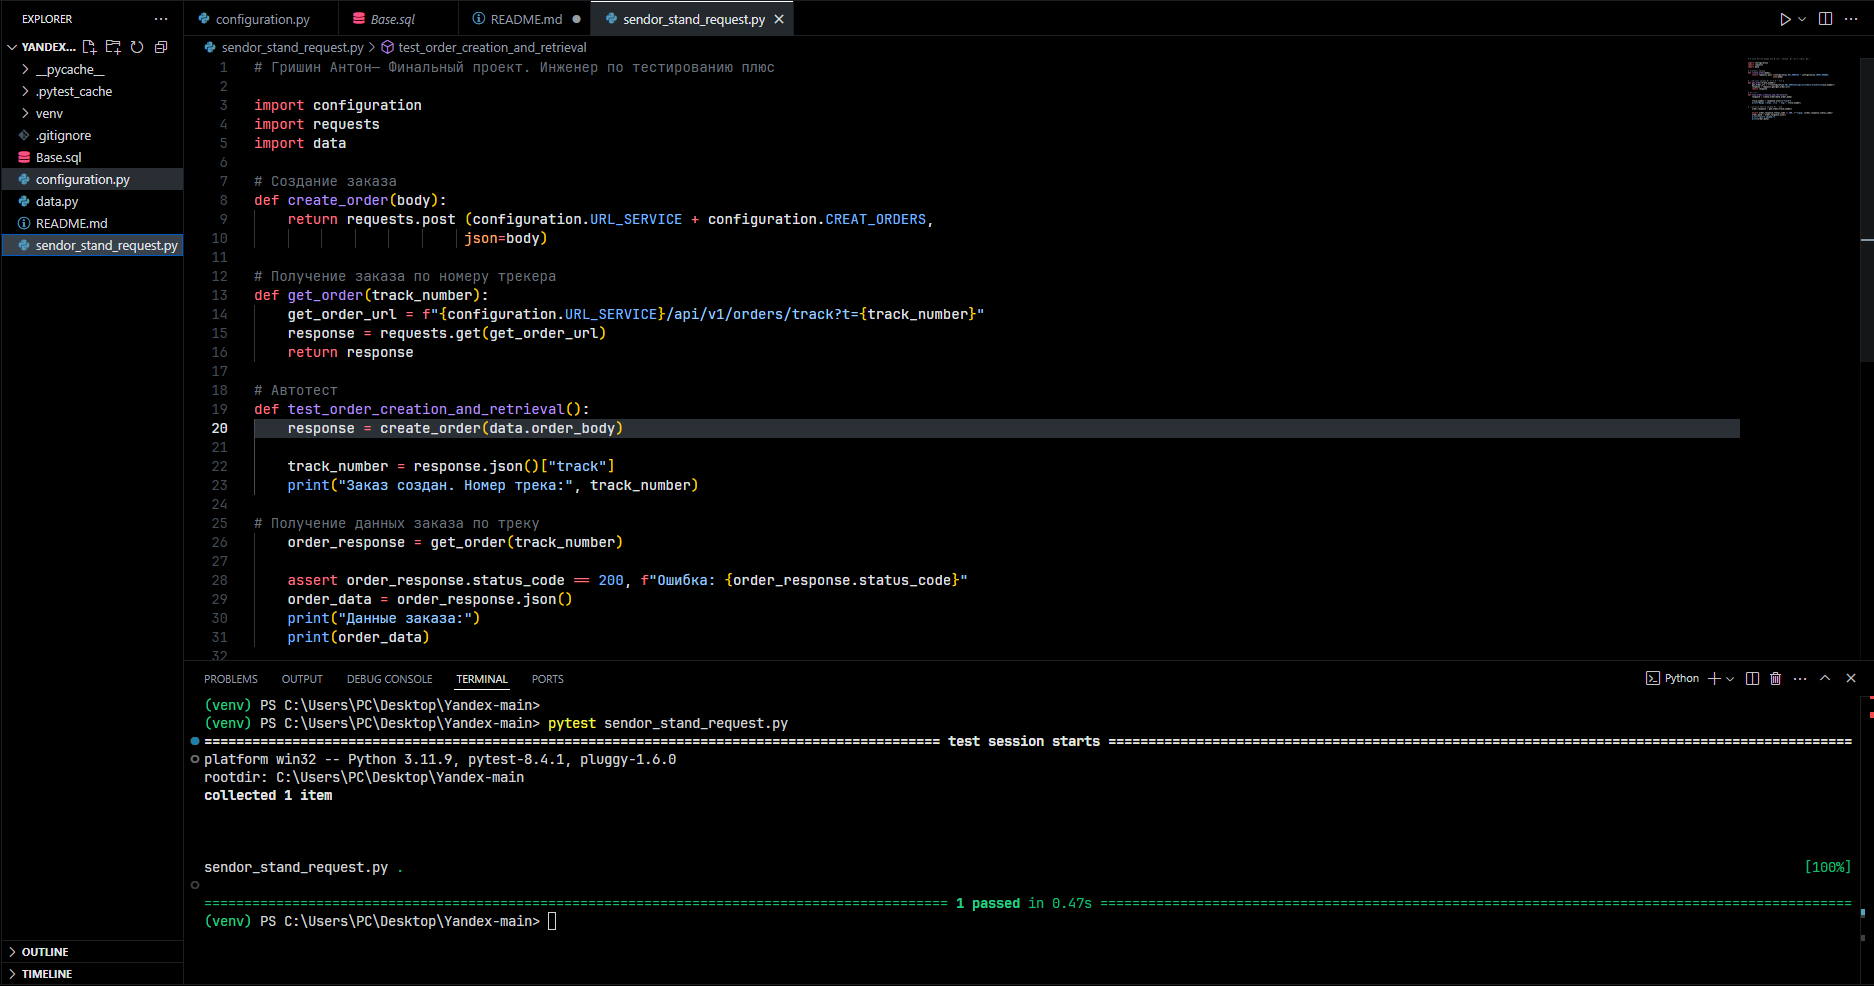 EXPLORER
YANDEX...
__pycache__
.pytest_cache
venv
.gitignore
Base.sql
configuration.py
data.py
README.md
sendor_stand_request.py
OUTLINE
TIMELINE
configuration.py
Base.sql
README.md
sendor_stand_request.py
sendor_stand_request.py > test_order_creation_and_retrieval
1 # Гришин Антон— Финальный проект. Инженер по тестированию плюс
2
3 import configuration
4 import requests
5 import data
6
7 # Создание заказа
8 def create_order(body):
9 return requests.post (configuration.URL_SERVICE + configuration.CREAT_ORDERS,
10 json=body)
11
12 # Получение заказа по номеру трекера
13 def get_order(track_number):
14 get_order_url = f"{configuration.URL_SERVICE}/api/v1/orders/track?t={track_number}"
15 response = requests.get(get_order_url)
16 return response
17
18 # Автотест
19 def test_order_creation_and_retrieval():
20 response = create_order(data.order_body)
21
22 track_number = response.json()["track"]
23 print("Заказ создан. Номер трека:", track_number)
24
25 # Получение данных заказа по треку
26 order_response = get_order(track_number)
27
28 assert order_response.status_code == 200, f"Ошибка: {order_response.status_code}"
29 order_data = order_response.json()
30 print("Данные заказа:")
31 print(order_data)
32
PROBLEMS OUTPUT DEBUG CONSOLE TERMINAL PORTS
Python
(venv) PS C:\Users\PC\Desktop\Yandex-main>
(venv) PS C:\Users\PC\Desktop\Yandex-main> pytest sendor_stand_request.py
============================================================================================ test session starts =============================================================================================
platform win32 -- Python 3.11.9, pytest-8.4.1, pluggy-1.6.0
rootdir: C:\Users\PC\Desktop\Yandex-main
collected 1 item
sendor_stand_request.py . [100%]
============================================================================================= 1 passed in 0.47s ==============================================================================================
(venv) PS C:\Users\PC\Desktop\Yandex-main>